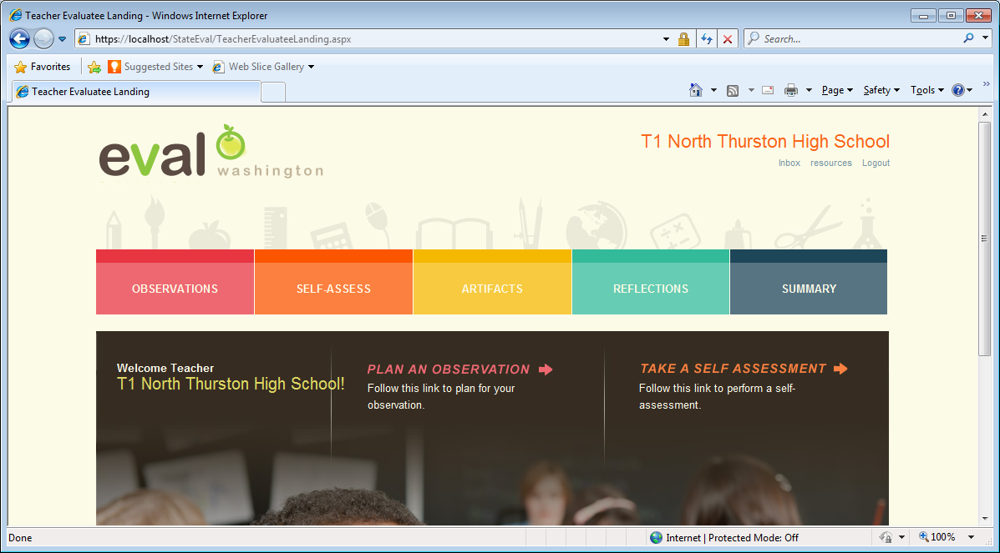 Teacher Evaluatee Landing - Windows Internet Explorer
https://localhost/StateEval/TeacherEvaluateeLanding.aspx
Search...
Favorites
Suggested Sites
Web Slice Gallery
Teacher Evaluatee Landing
Page
Safety
Tools
eval
washington
T1 North Thurston High School
Inbox resources Logout
OBSERVATIONS
SELF-ASSESS
ARTIFACTS
REFLECTIONS
SUMMARY
Welcome Teacher
T1 North Thurston High School!
PLAN AN OBSERVATION
Follow this link to plan for your
observation.
TAKE A SELF ASSESSMENT
Follow this link to perform a self-
assessment.
Done
Internet | Protected Mode: Off
100%